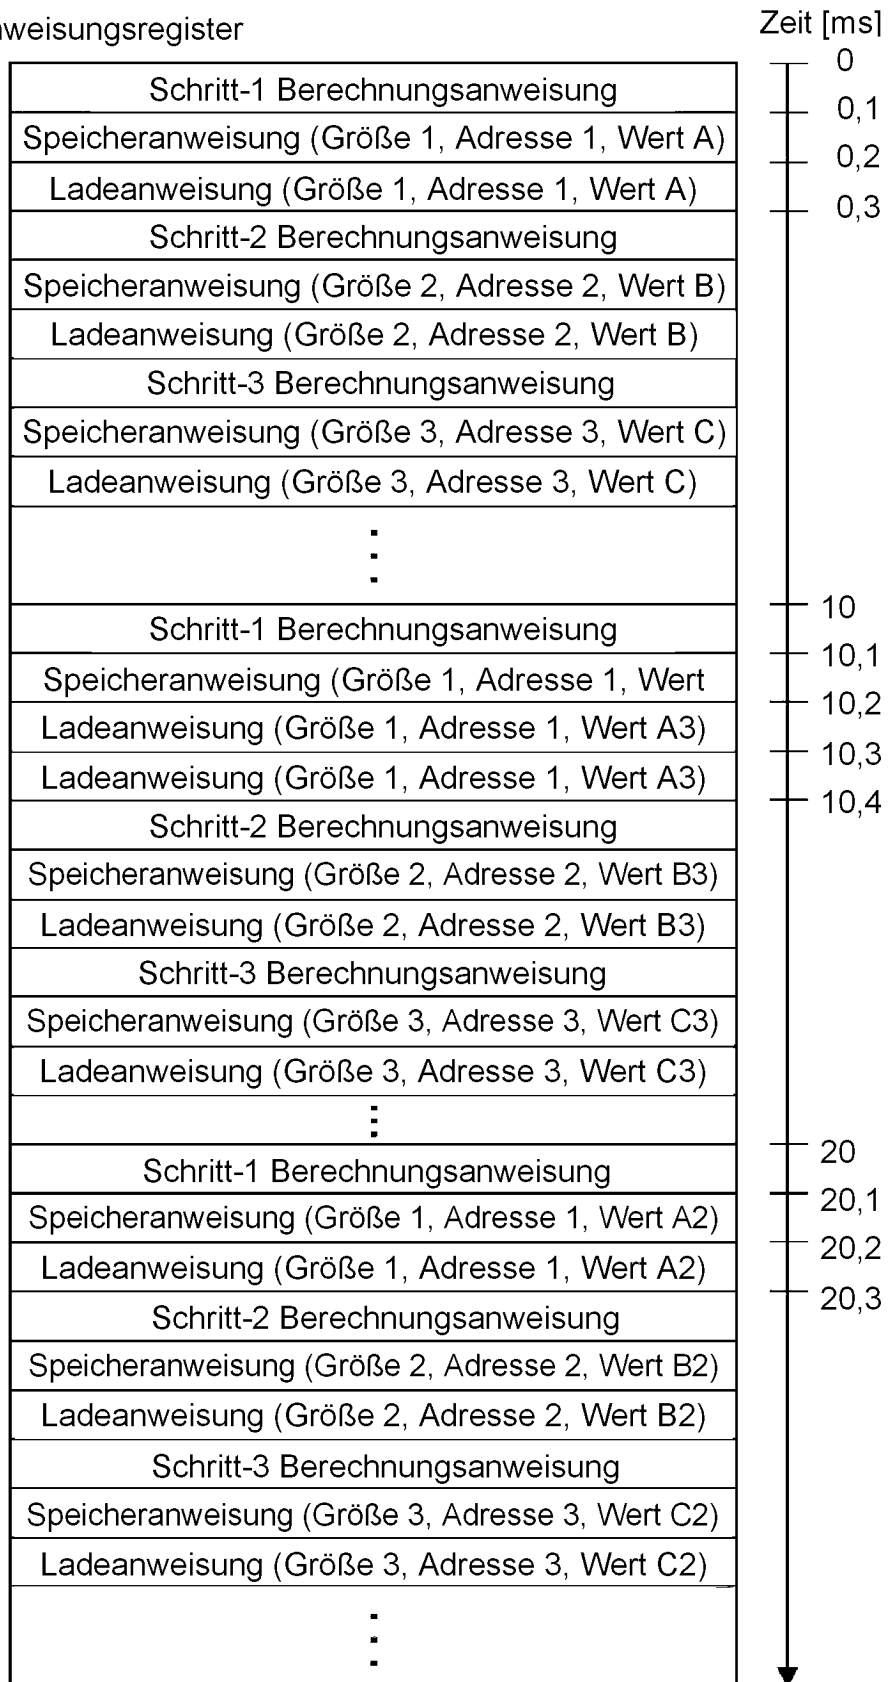 Zeit [ms]
nweisungsregister
0
Schritt-1 Berechnungsanweisung
0,1
Speicheranweisung (Größe 1, Adresse 1, Wert A)
0,2
Ladeanweisung (Größe 1, Adresse 1, Wert A)
0,3
Schritt-2 Berechnungsanweisung
Speicheranweisung (Größe 2, Adresse 2, Wert B)
Ladeanweisung (Größe 2, Adresse 2, Wert B)
Schritt-3 Berechnungsanweisung
Speicheranweisung (Größe 3, Adresse 3, Wert C)
Ladeanweisung (Größe 3, Adresse 3, Wert C)
10
Schritt-1 Berechnungsanweisung
10,1
Speicheranweisung (Größe 1, Adresse 1, Wert
10,2
Ladeanweisung (Größe 1, Adresse 1, Wert A3)
10,3
Ladeanweisung (Größe 1, Adresse 1, Wert A3)
10,4
Schritt-2 Berechnungsanweisung
Speicheranweisung (Größe 2, Adresse 2, Wert B3)
Ladeanweisung (Größe 2, Adresse 2, Wert B3)
Schritt-3 Berechnungsanweisung
Speicheranweisung (Größe 3, Adresse 3, Wert C3)
Ladeanweisung (Größe 3, Adresse 3, Wert C3)
20
Schritt-1 Berechnungsanweisung
20,1
Speicheranweisung (Größe 1, Adresse 1, Wert A2)
20,2
Ladeanweisung (Größe 1, Adresse 1, Wert A2)
20,3
Schritt-2 Berechnungsanweisung
Speicheranweisung (Größe 2, Adresse 2, Wert B2)
Ladeanweisung (Größe 2, Adresse 2, Wert B2)
Schritt-3 Berechnungsanweisung
Speicheranweisung (Größe 3, Adresse 3, Wert C2)
Ladeanweisung (Größe 3, Adresse 3, Wert C2)